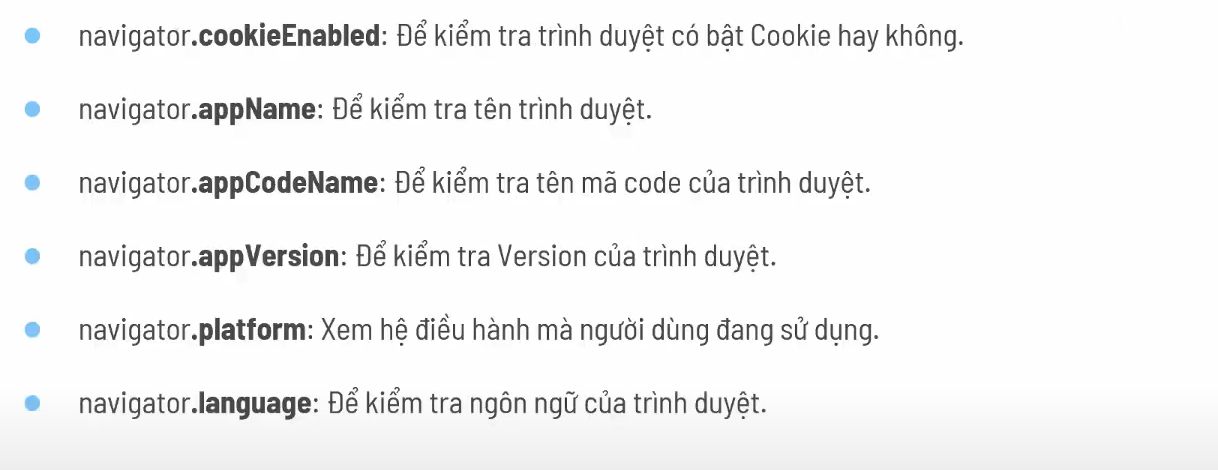 navigator.cookieEnabled: Để kiểm tra trình duyệt có bật Cookie hay không.
navigator.appName: Để kiểm tra tên trình duyệt.
navigator.appCodeName: Để kiểm tra tên mã code của trình duyệt.
navigator.appVersion: Để kiểm tra Version của trình duyệt.
navigator.platform: Xem hệ điều hành mà người dùng đang sử dụng.
navigator.language: Để kiểm tra ngôn ngữ của trình duyệt.